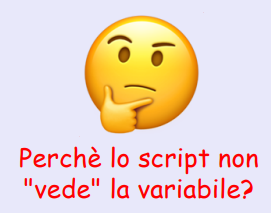 Perchè lo script non
"vede" la variabile?